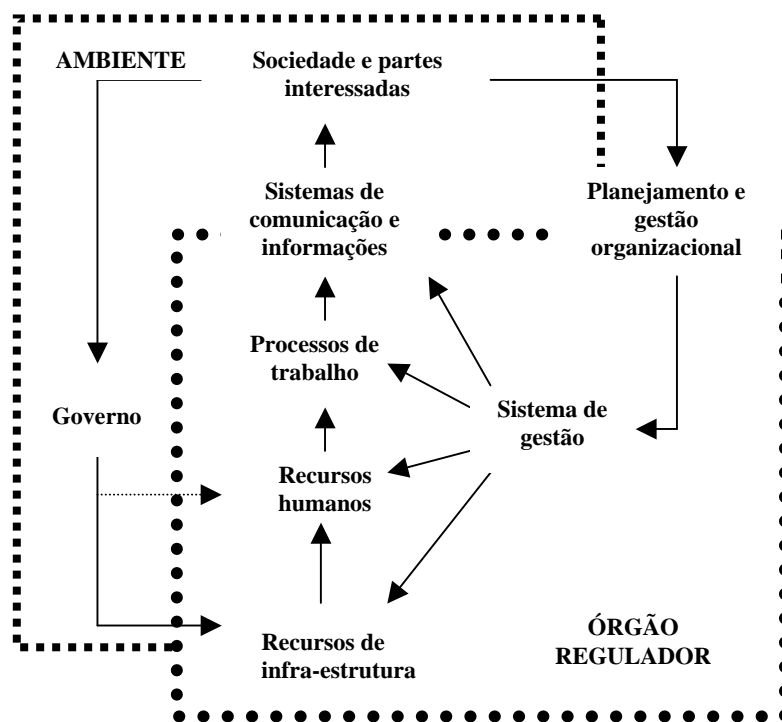 AMBIENTE
Sociedade e partes
interessadas
Sistemas de
comunicação e
informações
Planejamento e
gestão
organizacional
Processos de
trabalho
Governo
Sistema de
gestão
Recursos
humanos
Recursos de
infra-estrutura
ÓRGÃO
REGULADOR